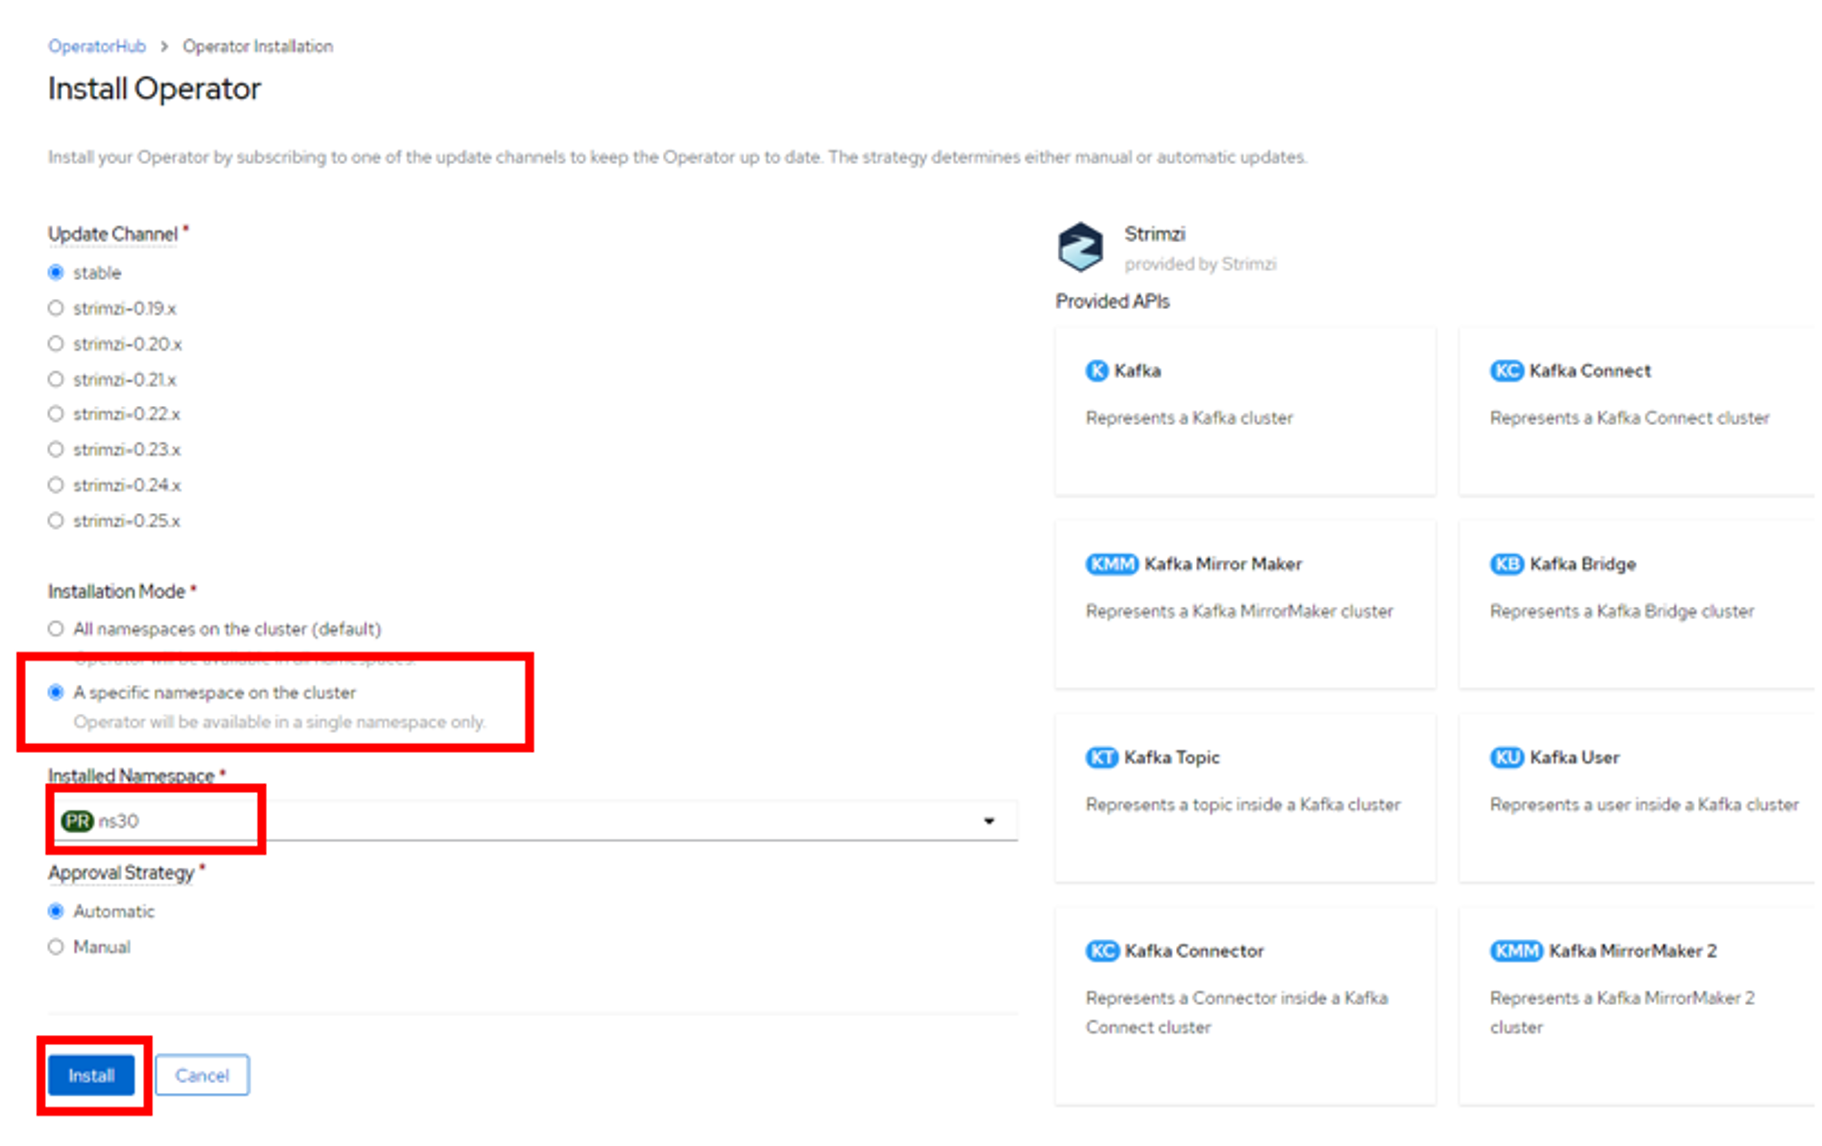 OperatorHub > Operator Installation
Install Operator
Install your Operator by subscribing to one of the update channels to keep the Operator up to date. The strategy determines either manual or automatic updates.
Update Channel *
stable
strimzi-0.19.x
strimzi-0.20.x
strimzi-0.21.x
strimzi-0.22.x
strimzi-0.23.x
strimzi-0.24.x
strimzi-0.25.x
Installation Mode *
All namespaces on the cluster (default)
Operator will be available in all namespaces.
A specific namespace on the cluster
Operator will be available in a single namespace only.
Installed Namespace *
PR ns30
Approval Strategy *
Automatic
Manual
Install Cancel
Strimzi
provided by Strimzi
Provided APIs
K Kafka
Represents a Kafka cluster
KC Kafka Connect
Represents a Kafka Connect cluster
KMM Kafka Mirror Maker
Represents a Kafka MirrorMaker cluster
KB Kafka Bridge
Represents a Kafka Bridge cluster
KT Kafka Topic
Represents a topic inside a Kafka cluster
KU Kafka User
Represents a user inside a Kafka cluster
KC Kafka Connector
Represents a Connector inside a Kafka
Connect cluster
KMM Kafka MirrorMaker 2
Represents a Kafka MirrorMaker 2
cluster